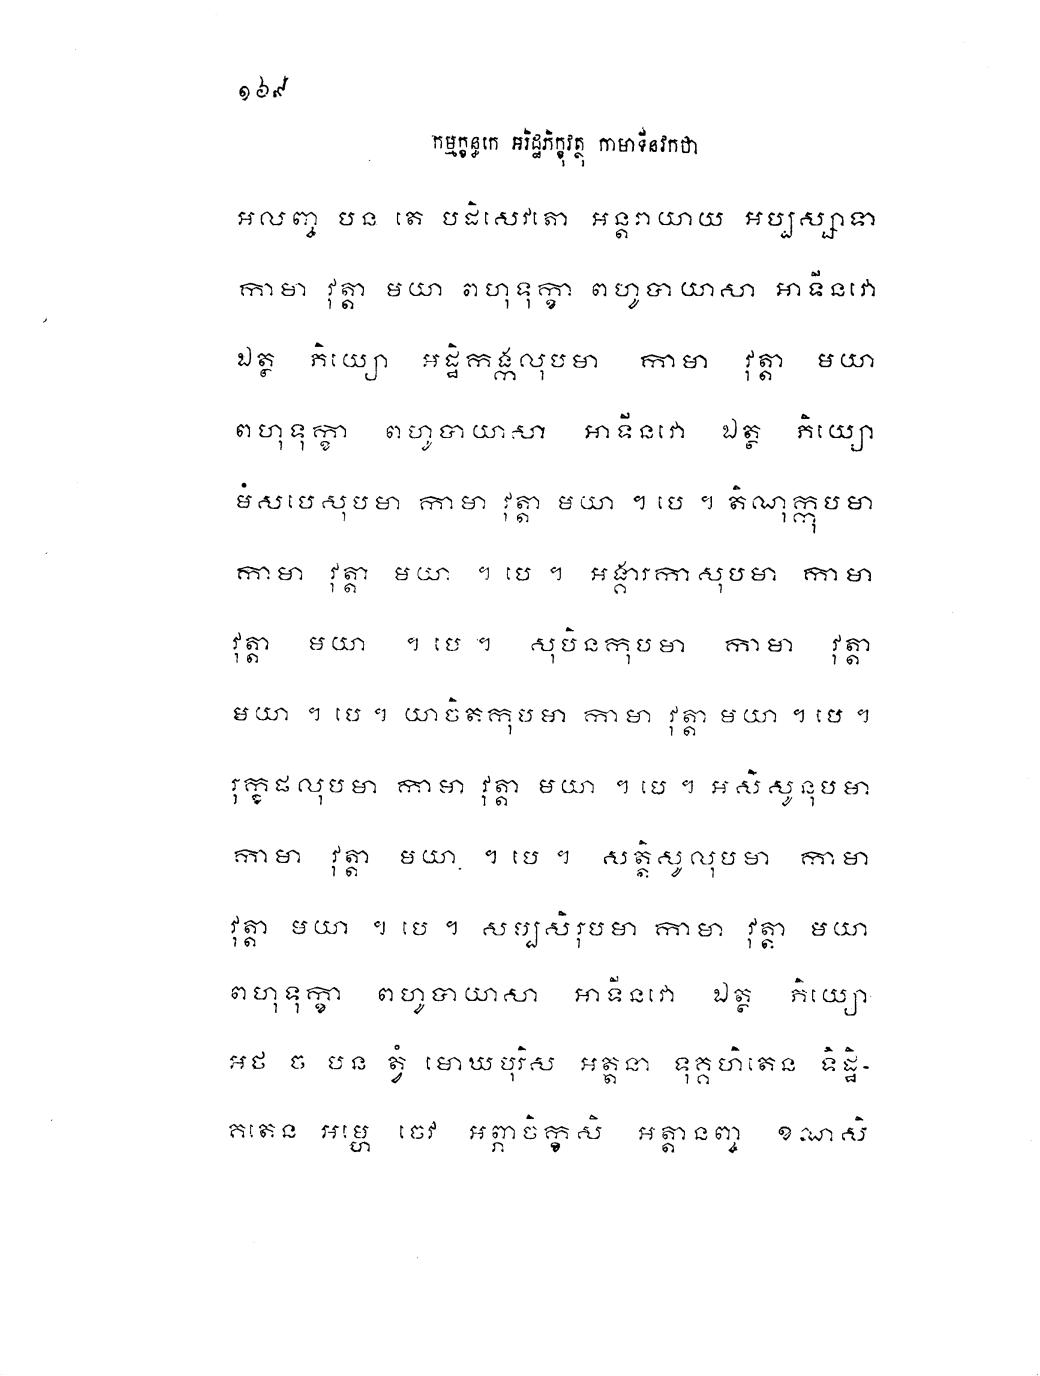 ១៦៩
កម្មក្ខន្ធកេ អរិដ្ឋភិក្ខុវត្ថុ កាមាទីនវកថា
អលញ្ច បន តេ បដិសេវតោ អន្តរាយាយ អប្បស្សាទា
កាមា វុត្តា មយា ពហុទុក្ខា ពហូបាយាសា អាទីនវោ
ឯត្ថ ភិយ្យោ អដ្ឋិកង្កលុបមា កាមា វុត្តា មយា
ពហុទុក្ខា ពហូបាយាសា អាទីនវោ ឯត្ថ ភិយ្យោ
មំសបេសុបមា កាមា វុត្តា មយា ។ បេ ។ តិណុក្កុបមា
កាមា វុត្តា មយា ។ បេ ។ អង្គារកាសុបមា កាមា
វុត្តា មយា ។ បេ ។ សុបិនកុបមា កាមា វុត្តា
មយា ។ បេ ។ យាចិតកុបមា កាមា វុត្តា មយា ។ បេ ។
រុក្ខផលុបមា កាមា វុត្តា មយា ។ បេ ។ អសិសូនុបមា
កាមា វុត្តា មយា ។ បេ ។ សត្តិសូលុបមា កាមា
វុត្តា មយា ។ បេ ។ សប្បសិរុបមា កាមា វុត្តា មយា
ពហុទុក្ខា ពហូបាយាសា អាទីនវោ ឯត្ថ ភិយ្យោ
អថ ច បន ត្វំ មោឃបុរិស អត្តនា ទុគ្គហិតេន ទិដ្ឋិ-
គតេន អម្ហេ ចេវ អព្ភាចិក្ខសិ អត្តានញ្ច ខណសិ